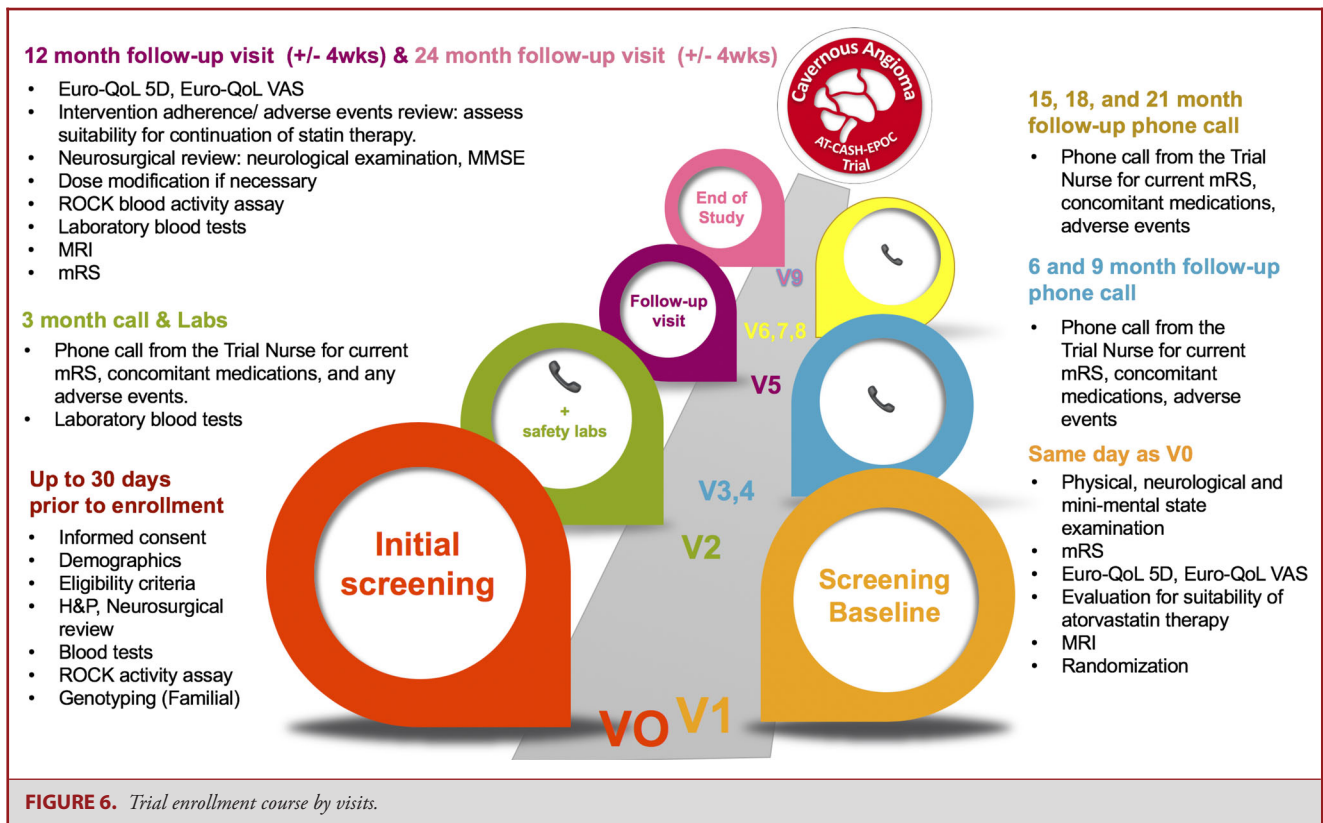 12 month follow-up visit (+/- 4wks) & 24 month follow-up visit (+/- 4wks)
• Euro-QoL 5D, Euro-QoL VAS
• Intervention adherence/ adverse events review: assess
suitability for continuation of statin therapy.
• Neurosurgical review: neurological examination, MMSE
• Dose modification if necessary
• ROCK blood activity assay
• Laboratory blood tests
• MRI
• mRS
3 month call & Labs
• Phone call from the Trial Nurse for current
mRS, concomitant medications, and any
adverse events.
• Laboratory blood tests
Up to 30 days
prior to enrollment
• Informed consent
• Demographics
• Eligibility criteria
• H&P, Neurosurgical
review
• Blood tests
• ROCK activity assay
• Genotyping (Familial)
Cavernous Angioma
AT-CASH-EPOC
Trial
End of
Study
V9
Follow-up
visit
V6,7,8
V5
+
safety labs
V3,4
V2
Initial
screening
Screening
Baseline
VO
V1
15, 18, and 21 month
follow-up phone call
• Phone call from the Trial
Nurse for current mRS,
concomitant medications,
adverse events
6 and 9 month follow-up
phone call
• Phone call from the
Trial Nurse for current
mRS, concomitant
medications, adverse
events
Same day as V0
• Physical, neurological and
mini-mental state
examination
• mRS
• Euro-QoL 5D, Euro-QoL VAS
• Evaluation for suitability of
atorvastatin therapy
• MRI
• Randomization
FIGURE 6. Trial enrollment course by visits.